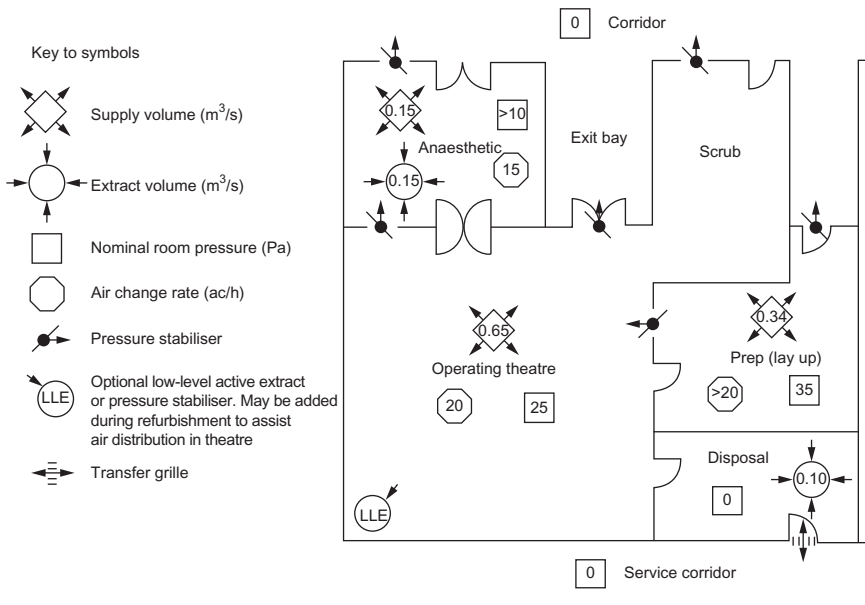 Key to symbols
Supply volume (m³/s)
Extract volume (m³/s)
Nominal room pressure (Pa)
Air change rate (ac/h)
Pressure stabiliser
LLE
Optional low-level active extract
or pressure stabiliser. May be added
during refurbishment to assist
air distribution in theatre
Transfer grille
0 Corridor
0.15
>10
Anaesthetic
15
0.15
Exit bay
Scrub
0.65
Operating theatre
20
25
0.34
Prep (lay up)
>20
35
Disposal
0.10
0
LLE
0 Service corridor